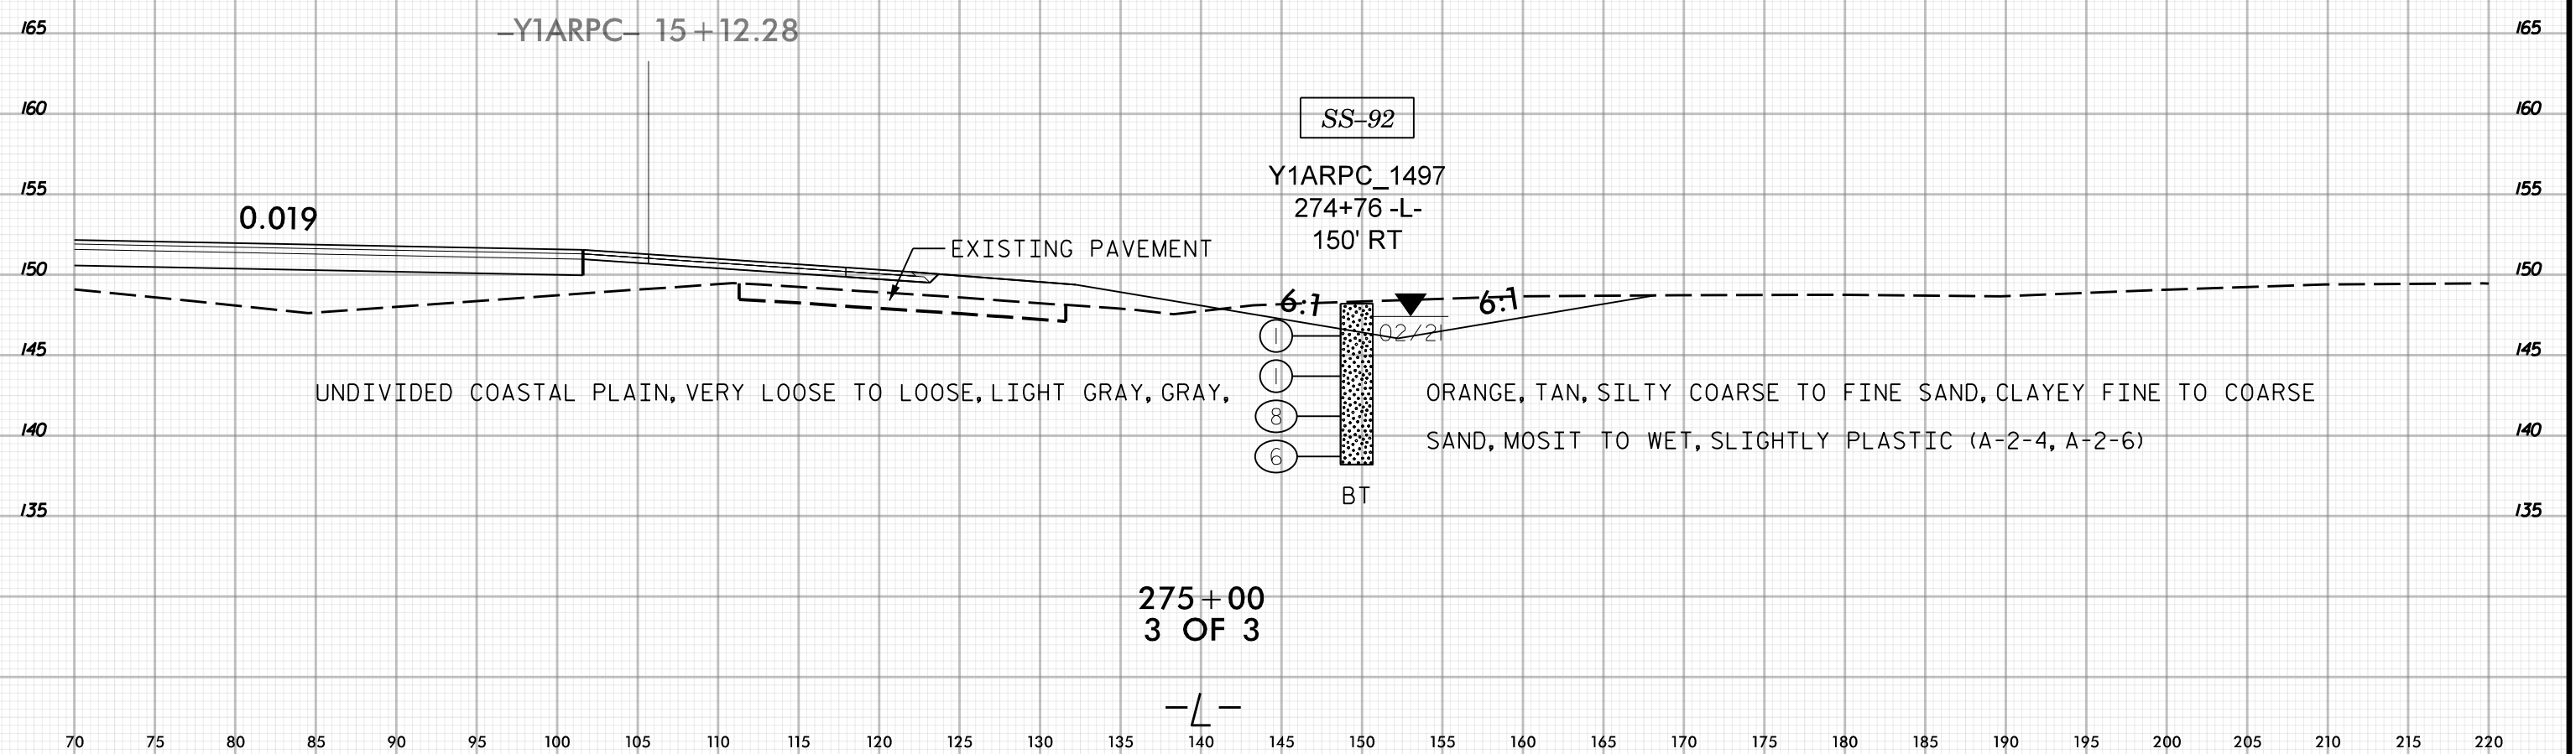 –Y1ARPC– 15+12.28
165 165
160 160
SS–92
Y1ARPC_1497
155 155
274+76 -L-
0.019
150' RT
EXISTING PAVEMENT
150 150
6:1 6:1
02/21
1
145 145
1
UNDIVIDED COASTAL PLAIN, VERY LOOSE TO LOOSE, LIGHT GRAY, GRAY, ORANGE, TAN, SILTY COARSE TO FINE SAND, CLAYEY FINE TO COARSE
8
140 140
SAND, MOSIT TO WET, SLIGHTLY PLASTIC (A-2-4, A-2-6)
6
BT
135 135
275+00
3 OF 3
–L–
70 75 80 85 90 95 100 105 110 115 120 125 130 135 140 145 150 155 160 165 170 175 180 185 190 195 200 205 210 215 220